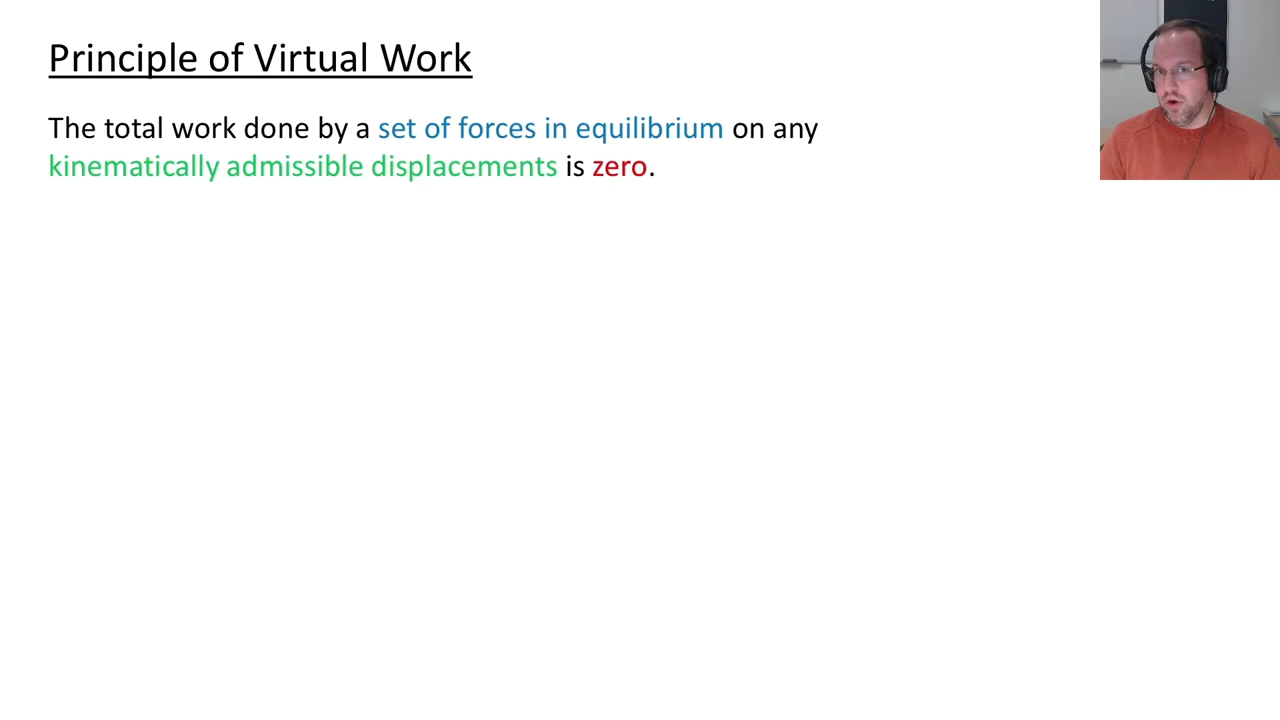 Principle of Virtual Work
The total work done by a set of forces in equilibrium on any
kinematically admissible displacements is zero.